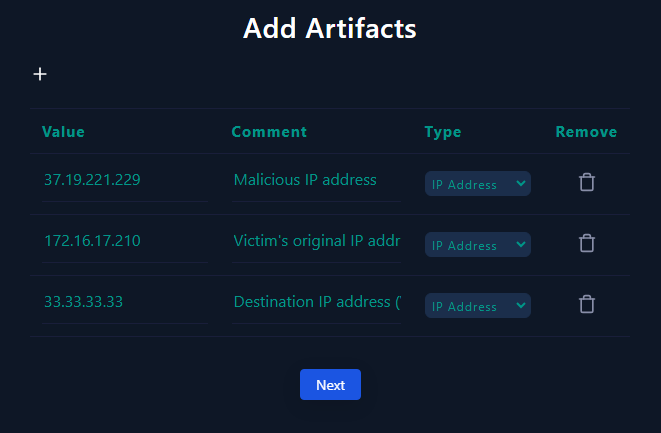 Add Artifacts
+
Value Comment Type Remove
37.19.221.229 Malicious IP address IP Address
172.16.17.210 Victim's original IP addr IP Address
33.33.33.33 Destination IP address ( IP Address
Next